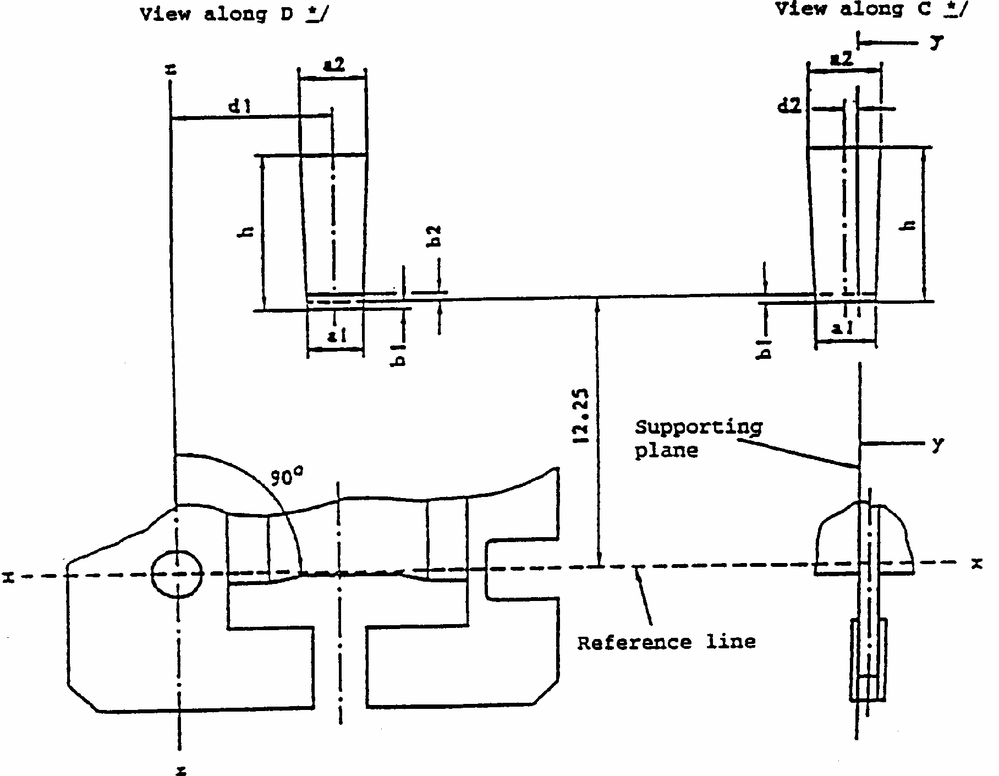 View along D */
View along C */
y
z
a2
a2
d1
d2
h
b2
h
a1
b1
a1
b1
12.25
Supporting
plane
y
90°
x
x
Reference line
z